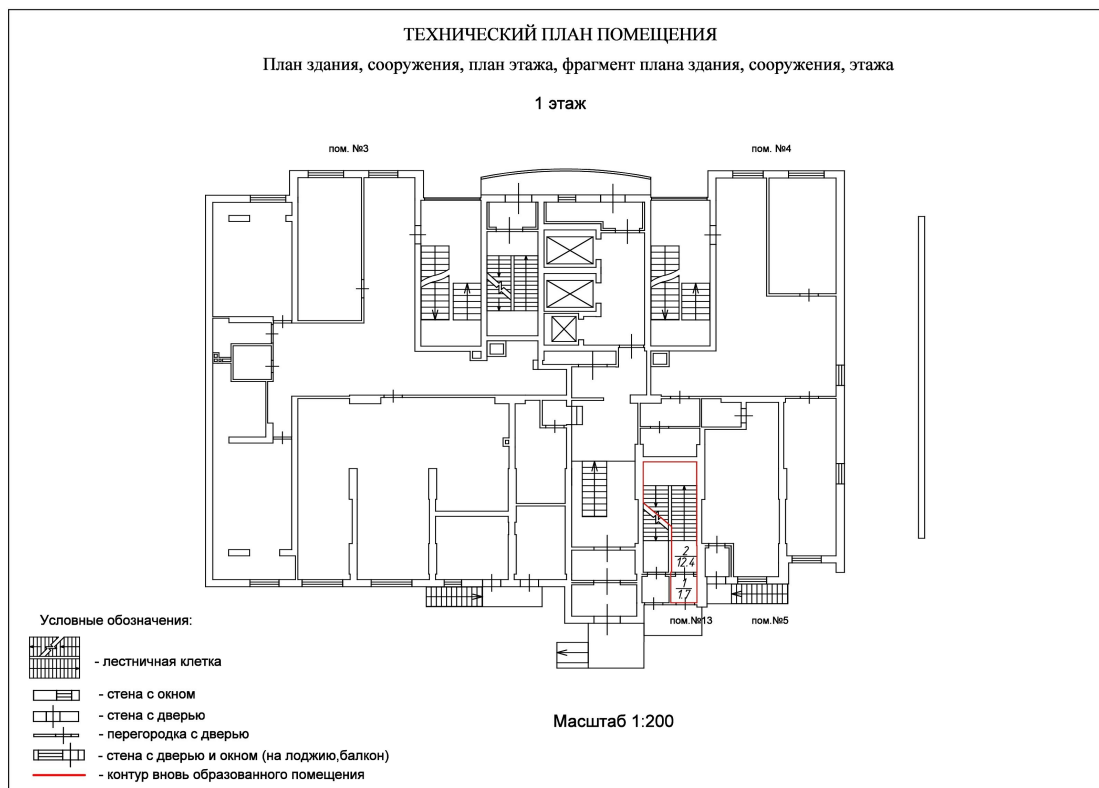 ТЕХНИЧЕСКИЙ ПЛАН ПОМЕЩЕНИЯ
План здания, сооружения, план этажа, фрагмент плана здания, сооружения, этажа
1 этаж
пом. №3
пом. №4
2
12.4
1
1.7
пом.№13
пом.№5
Условные обозначения:
- лестничная клетка
- стена с окном
- стена с дверью
- перегородка с дверью
- стена с дверью и окном (на лоджию,балкон)
- контур вновь образованного помещения
Масштаб 1:200